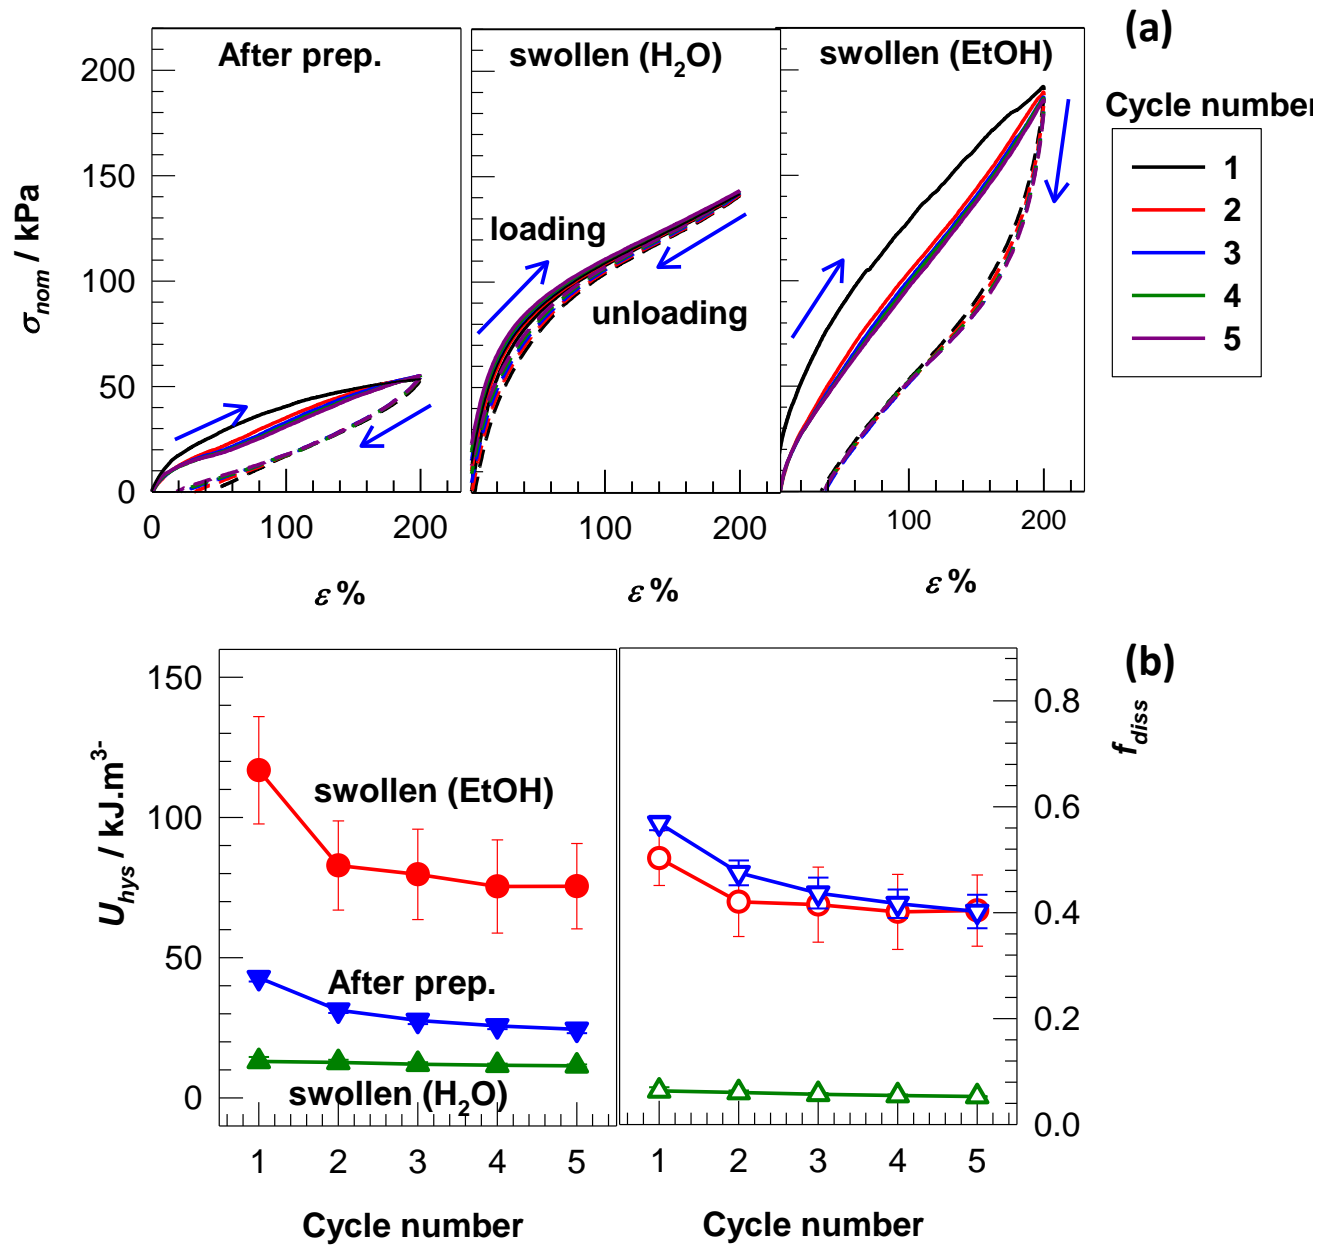 (a)
After prep.
swollen (H2O)
swollen (EtOH)
Cycle number
1
2
3
4
5
200
150
100
50
0
σnom / kPa
loading
unloading
0
100
200
100
200
100
200
ε %
ε %
ε %
(b)
150
100
50
0
Uhys / kJ.m3-
swollen (EtOH)
After prep.
swollen (H2O)
0.8
0.6
0.4
0.2
0.0
fdiss
1 2 3 4 5
1 2 3 4 5
Cycle number
Cycle number